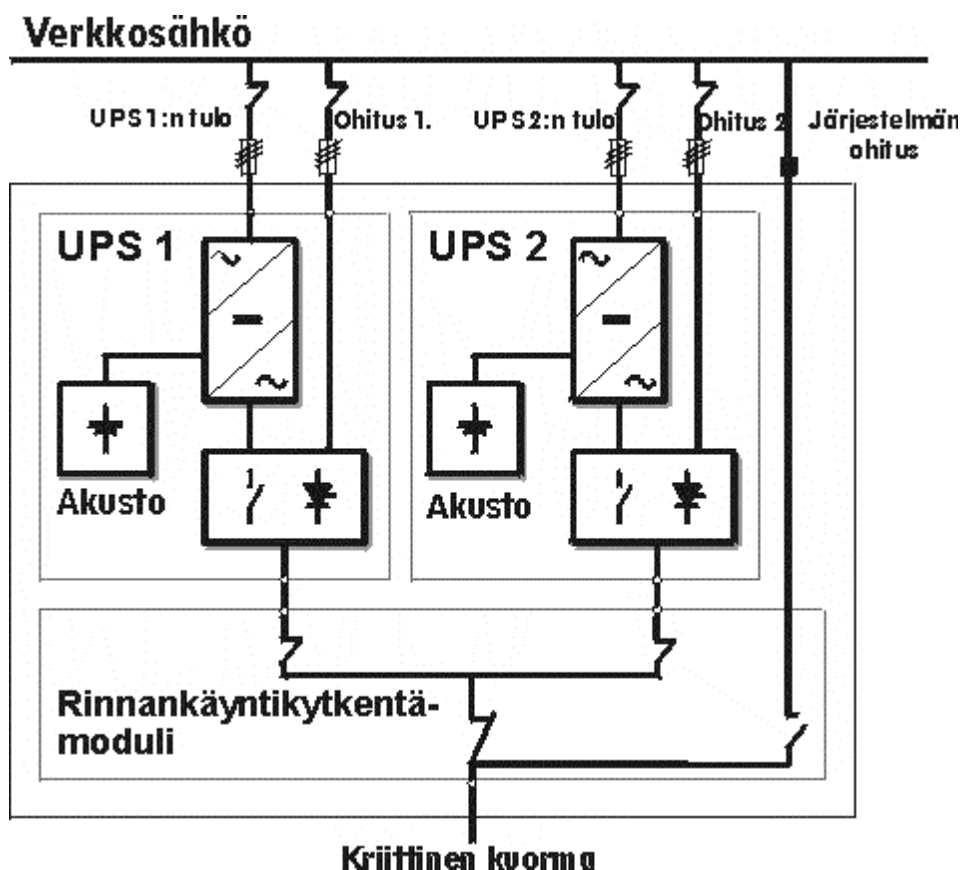 Verkkosähkö
UPS1:n tulo
Ohitus 1.
UPS2:n tulo
Ohitus 2
Järjestelmän
ohitus
UPS 1
UPS 2
Akusto
Akusto
Rinnankäyntikytkentä-
moduli
Kriittinen kuorma